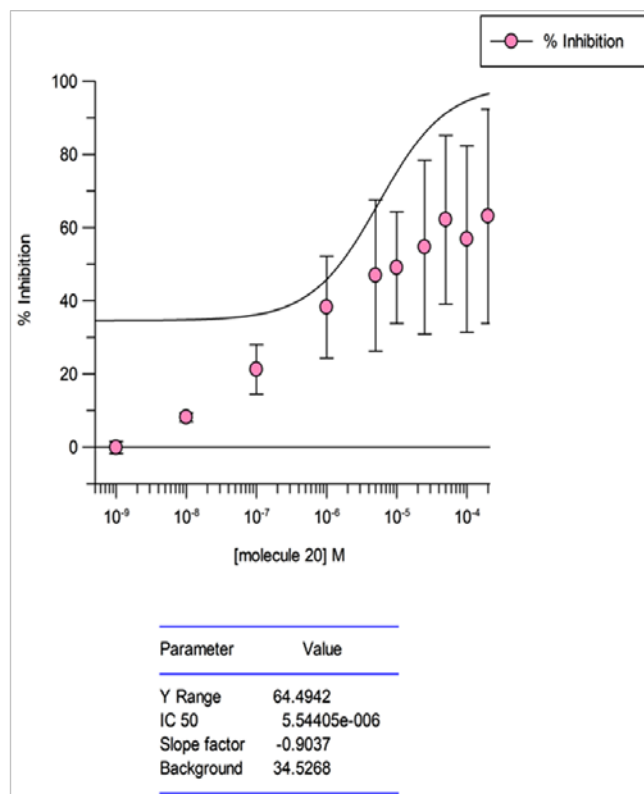 % Inhibition
100
80
60
40
20
0
% Inhibition
10⁻⁹ 10⁻⁸ 10⁻⁷ 10⁻⁶ 10⁻⁵ 10⁻⁴
[molecule 20] M
Parameter Value
Y Range 64.4942
IC 50 5.54405e-006
Slope factor -0.9037
Background 34.5268